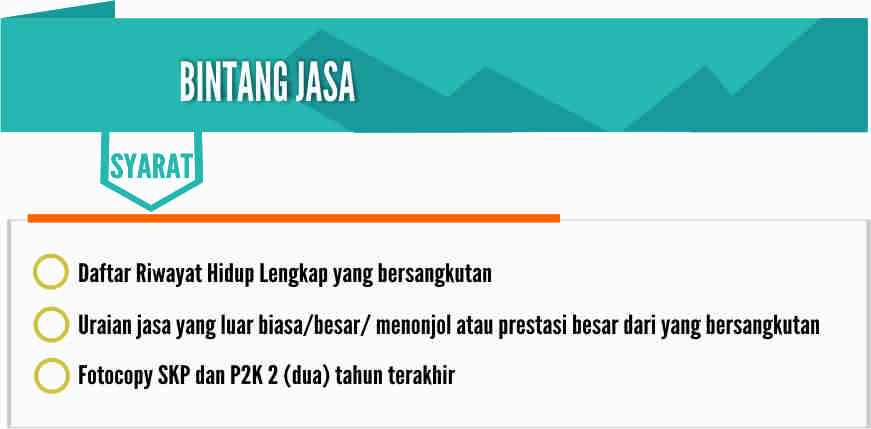 BINTANG JASA
SYARAT
Daftar Riwayat Hidup Lengkap yang bersangkutan
Uraian jasa yang luar biasa/besar/ menonjol atau prestasi besar dari yang bersangkutan
Fotocopy SKP dan P2K 2 (dua) tahun terakhir